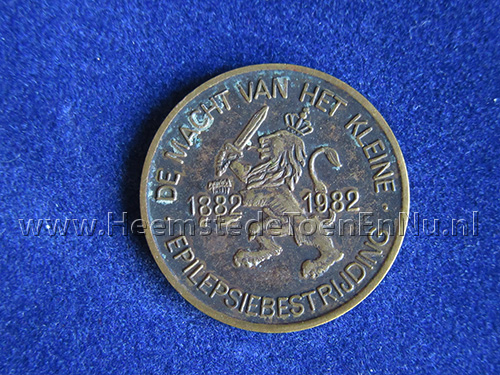 DE MACHT VAN HET KLEINE
1882 1982
EPILEPSIEBESTRIJDING
www.HeemstedeToenEnNu.nl